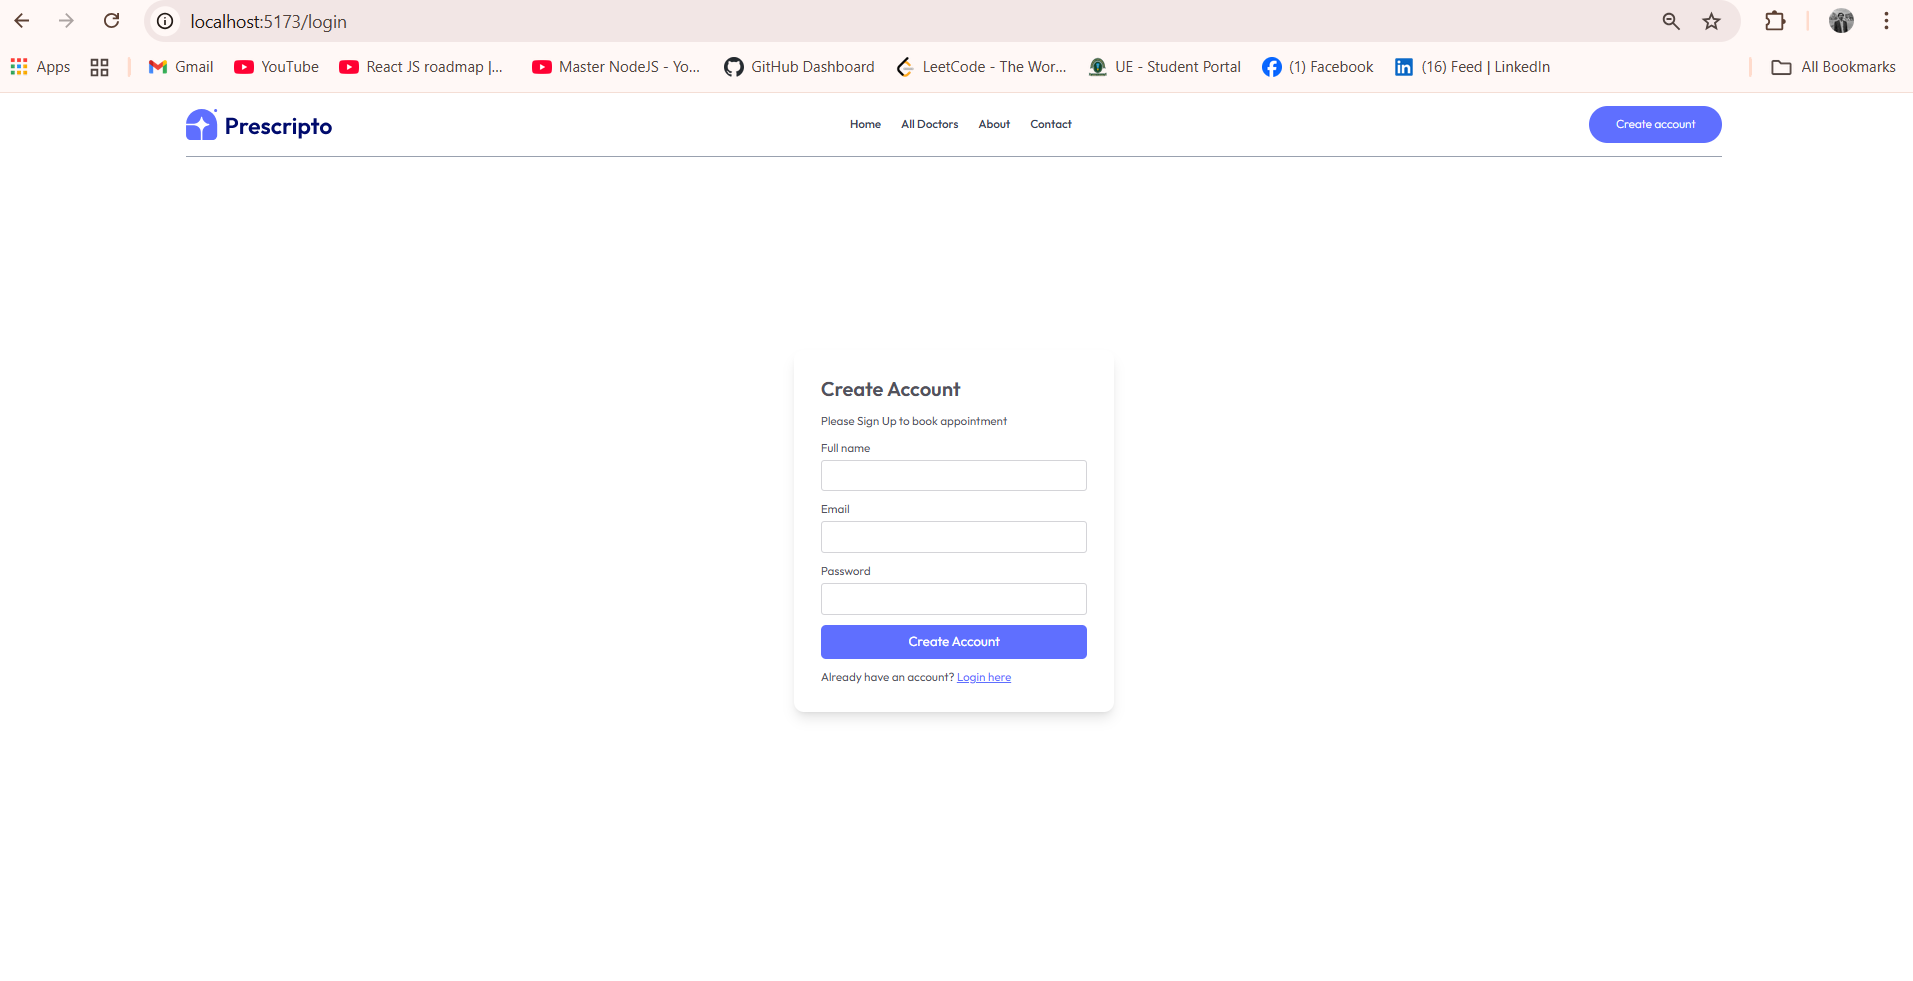 localhost:5173/login
Apps Gmail YouTube React JS roadmap |... Master NodeJS - Yo... GitHub Dashboard LeetCode - The Wor... UE - Student Portal (1) Facebook (16) Feed | LinkedIn All Bookmarks
Prescripto Home All Doctors About Contact Create account
Create Account
Please Sign Up to book appointment
Full name
Email
Password
Create Account
Already have an account? Login here